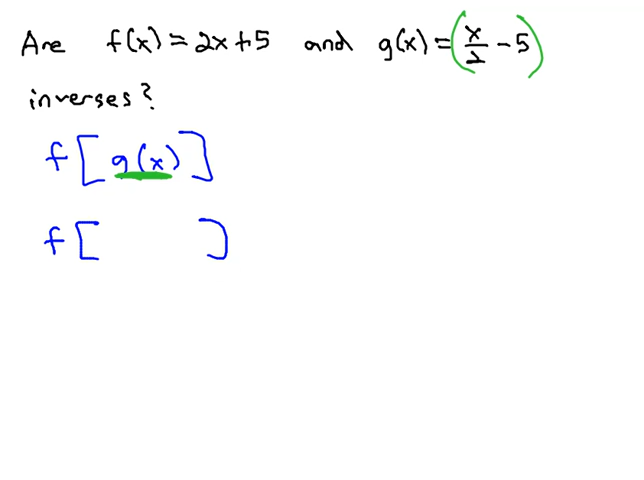 Are f(x) = 2x+5 and g(x) = (x/2 - 5)
inverses?
f[g(x)]
f[ ]